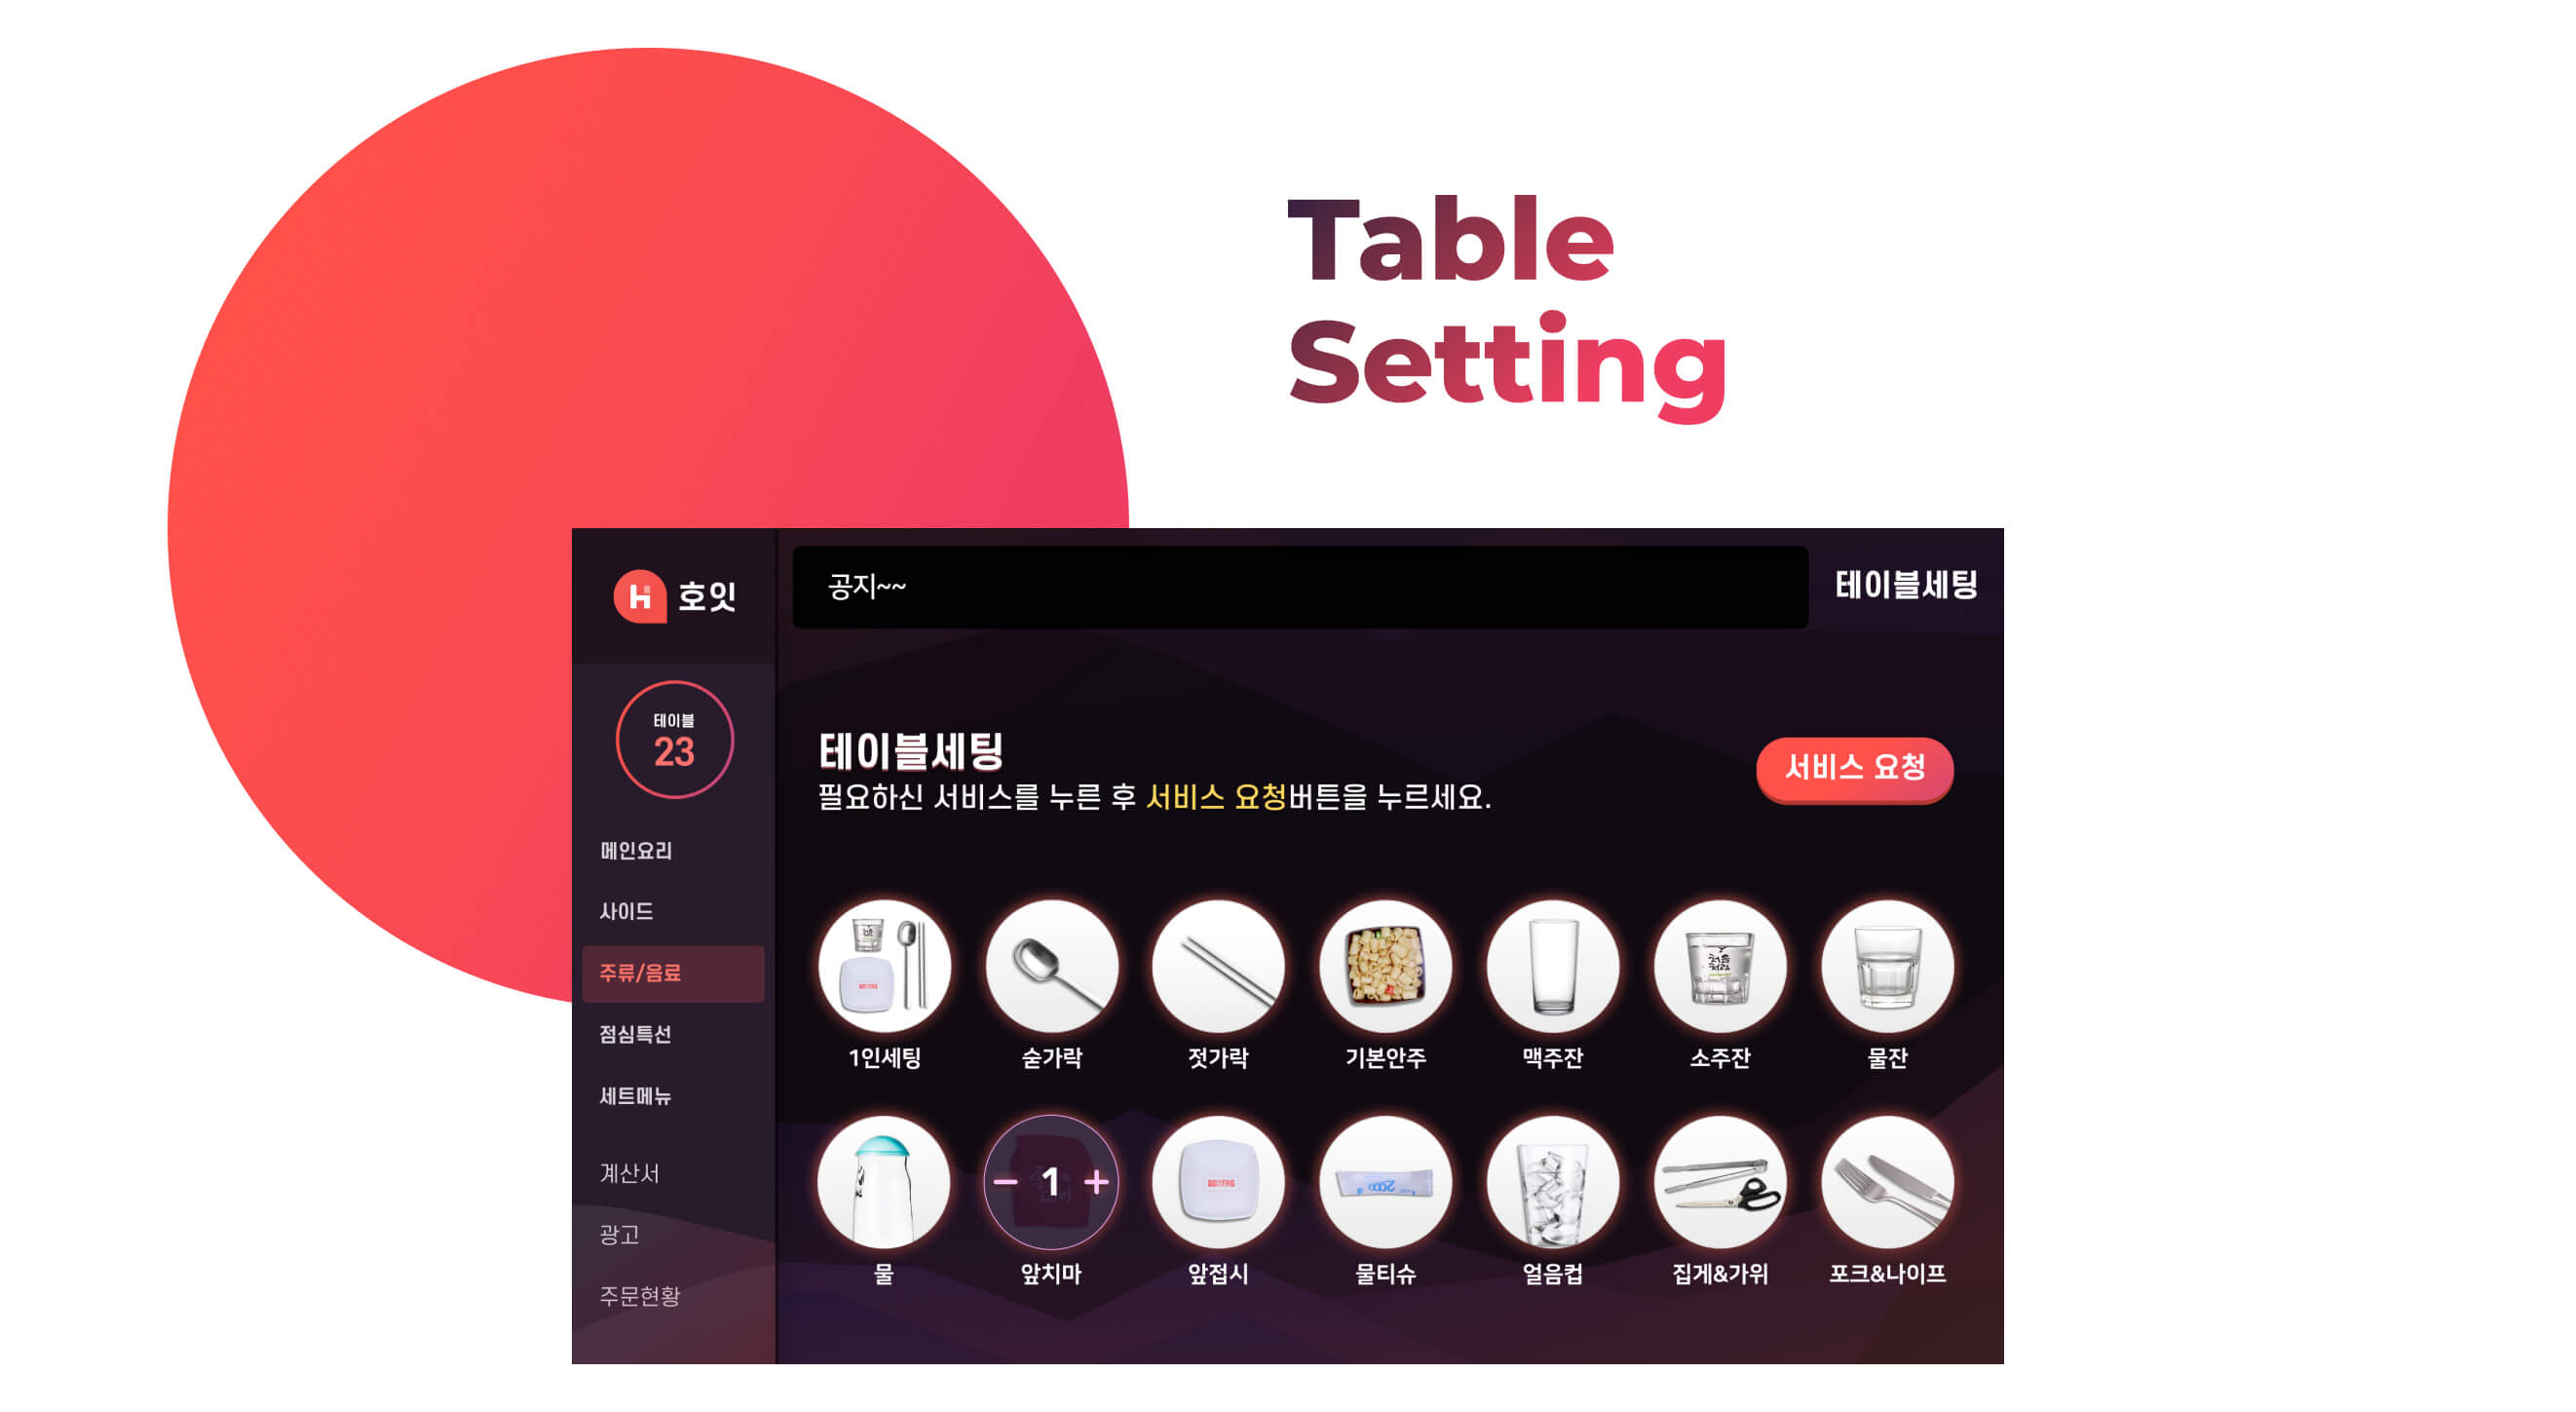 Table
Setting
호잇
공지~~
테이블세팅
테이블
23
메인요리
사이드
주류/음료
점심특선
세트메뉴
계산서
광고
주문현황
테이블세팅
필요하신 서비스를 누른 후 서비스 요청버튼을 누르세요.
서비스 요청
1인세팅
숟가락
젓가락
기본안주
맥주잔
처음
처럼
소주잔
물잔
물
1
앞치마
앞접시
물티슈
얼음컵
집게&가위
포크&나이프